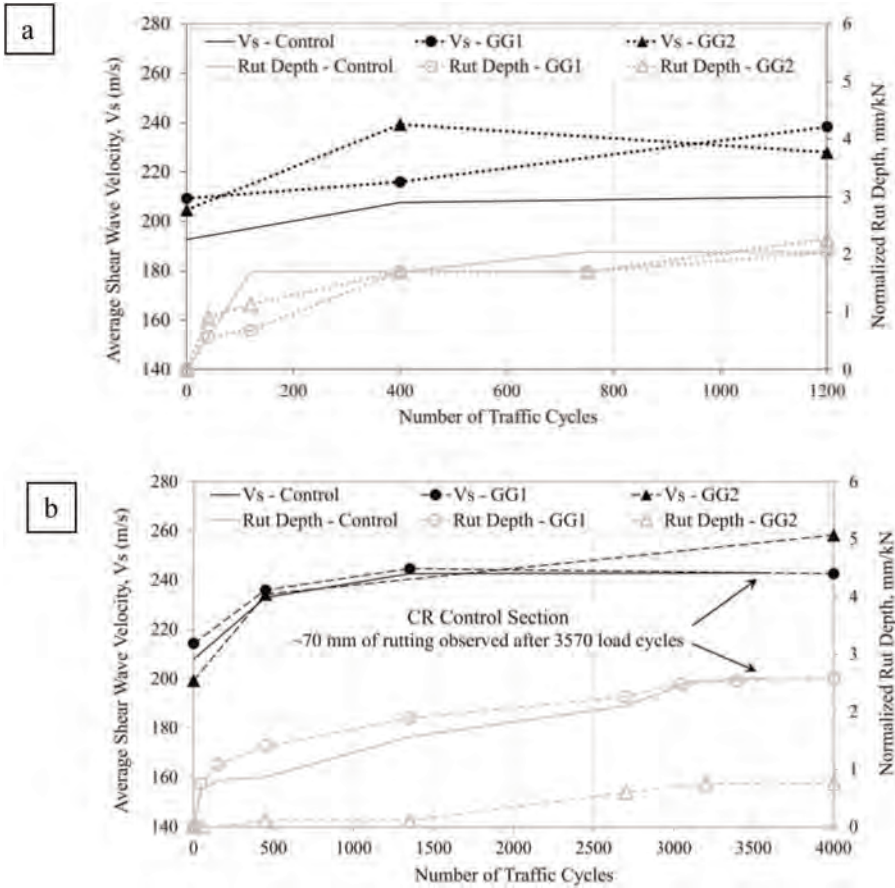 a
280
260
240
220
200
180
160
140
6
5
4
3
2
1
0
Vs - Control
Vs - GG1
Vs - GG2
Rut Depth - Control
Rut Depth - GG1
Rut Depth - GG2
Average Shear Wave Velocity, Vs (m/s)
Normalized Rut Depth, mm/kN
0 200 400 600 800 1000 1200
Number of Traffic Cycles
b
280
260
240
220
200
180
160
140
6
5
4
3
2
1
0
Vs - Control
Vs - GG1
Vs - GG2
Rut Depth - Control
Rut Depth - GG1
Rut Depth - GG2
Average Shear Wave Velocity, Vs (m/s)
Normalized Rut Depth, mm/kN
CR Control Section
~70 mm of rutting observed after 3570 load cycles
0 500 1000 1500 2000 2500 3000 3500 4000
Number of Traffic Cycles